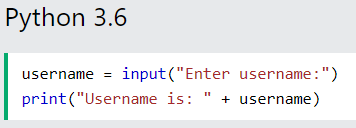 Python 3.6
username = input("Enter username:")
print("Username is: " + username)